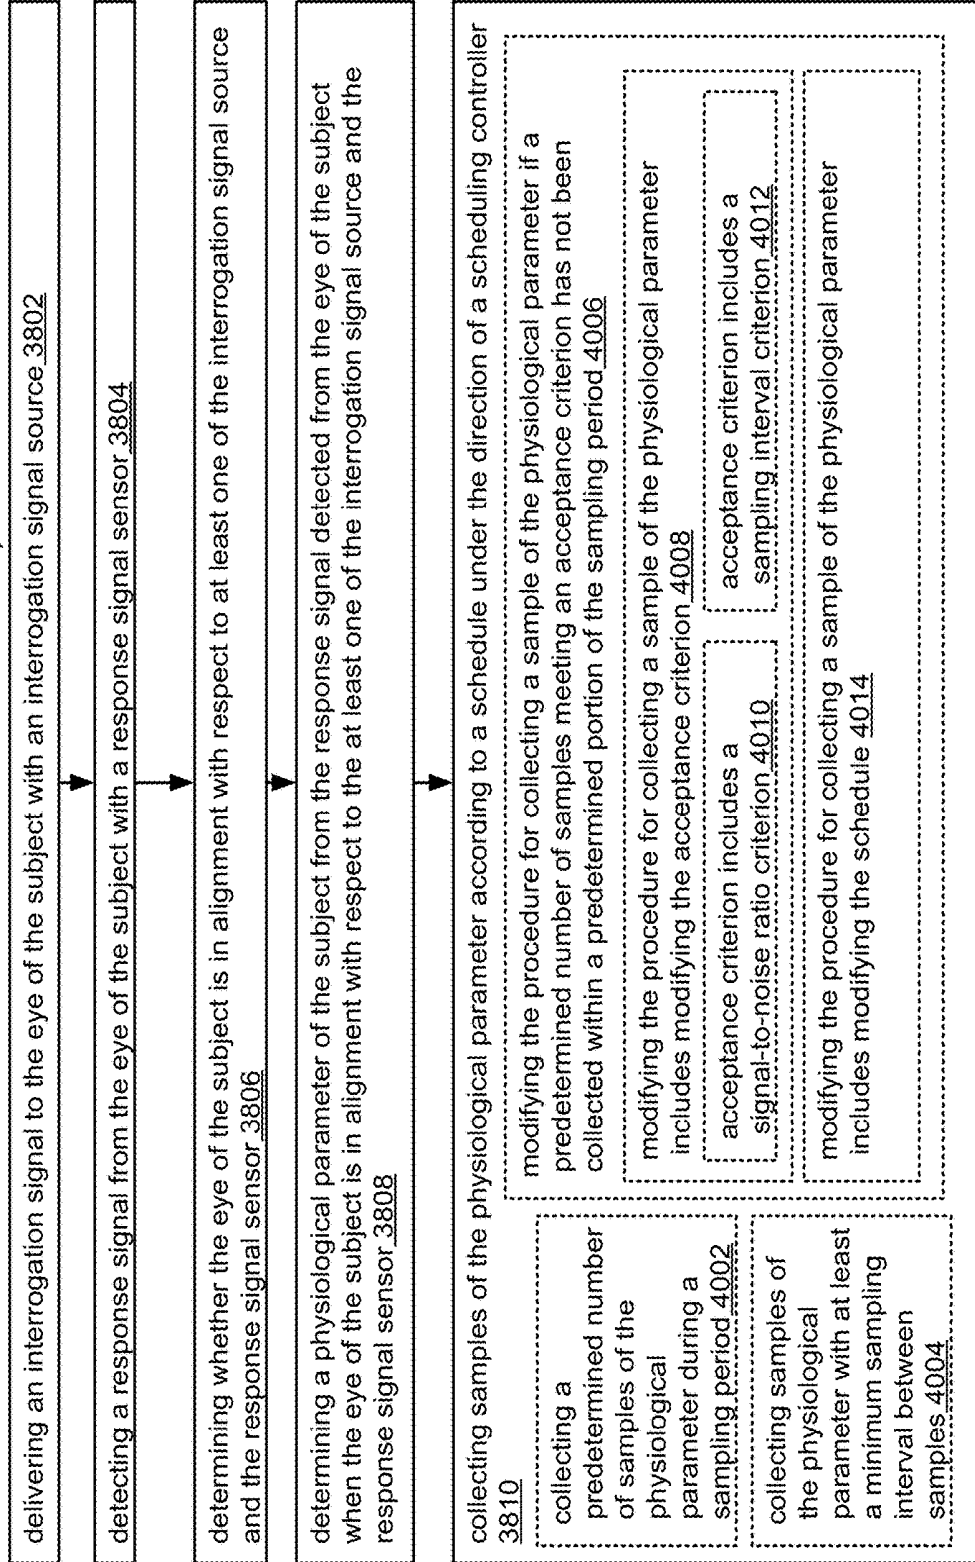 delivering an interrogation signal to the eye of the subject with an interrogation signal source 3802
detecting a response signal from the eye of the subject with a response signal sensor 3804
determining whether the eye of the subject is in alignment with respect to at least one of the interrogation signal source
and the response signal sensor 3806
determining a physiological parameter of the subject from the response signal detected from the eye of the subject
when the eye of the subject is in alignment with respect to the at least one of the interrogation signal source and the
response signal sensor 3808
collecting samples of the physiological parameter according to a schedule under the direction of a scheduling controller
3810
collecting a
predetermined number
of samples of the
physiological
parameter during a
sampling period 4002
collecting samples of
the physiological
parameter with at least
a minimum sampling
interval between
samples 4004
modifying the procedure for collecting a sample of the physiological parameter if a
predetermined number of samples meeting an acceptance criterion has not been
collected within a predetermined portion of the sampling period 4006
modifying the procedure for collecting a sample of the physiological parameter
includes modifying the acceptance criterion 4008
acceptance criterion includes a
signal-to-noise ratio criterion 4010
acceptance criterion includes a
sampling interval criterion 4012
modifying the procedure for collecting a sample of the physiological parameter
includes modifying the schedule 4014